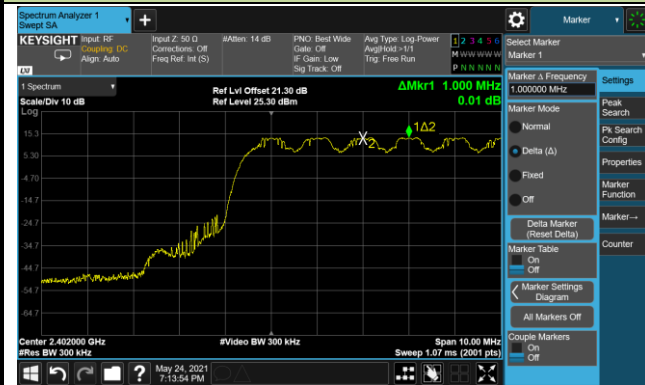 Spectrum Analyzer 1
Swept SA
+
Marker
KEYSIGHT
Input: RF
Coupling: DC
Align: Auto
Input Z: 50 Ω
Corrections: Off
Freq Ref: Int (S)
#Atten: 14 dB
PNO: Best Wide
Gate: Off
IF Gain: Low
Sig Track: Off
Avg Type: Log-Power
Avg|Hold:>1/1
Trig: Free Run
1 2 3 4 5 6
M W W W W W
P N N N N N
LXI
1 Spectrum
Scale/Div 10 dB
Log
Ref Lvl Offset 21.30 dB
Ref Level 25.30 dBm
ΔMkr1 1.000 MHz
0.01 dB
15.3
5.30
-4.70
-14.7
-24.7
-34.7
-44.7
-54.7
-64.7
X2
1Δ2
Center 2.402000 GHz
#Res BW 300 kHz
#Video BW 300 kHz
Span 10.00 MHz
Sweep 1.07 ms (2001 pts)
Select Marker
Marker 1
Marker Δ Frequency
1.000000 MHz
Marker Mode
Normal
Delta (Δ)
Fixed
Off
Delta Marker
(Reset Delta)
Marker Table
On
Off
Marker Settings
Diagram
All Markers Off
Couple Markers
On
Off
Settings
Peak
Search
Pk Search
Config
Properties
Marker
Function
Marker→
Counter
?
May 24, 2021
7:13:54 PM